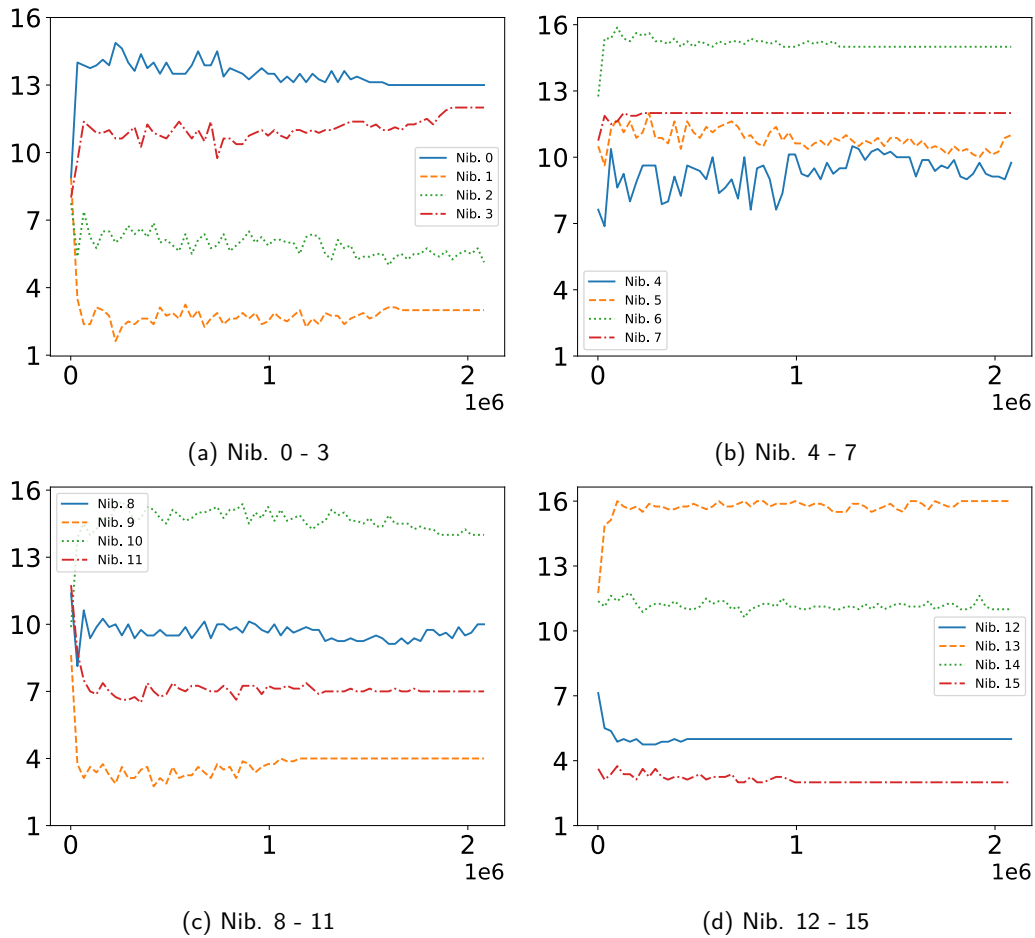 16
13
10
7
4
1
Nib. 0
Nib. 1
Nib. 2
Nib. 3
0 1 2
1e6
(a) Nib. 0 - 3
16
13
10
7
4
1
Nib. 4
Nib. 5
Nib. 6
Nib. 7
0 1 2
1e6
(b) Nib. 4 - 7
16
13
10
7
4
1
Nib. 8
Nib. 9
Nib. 10
Nib. 11
0 1 2
1e6
(c) Nib. 8 - 11
16
13
10
7
4
1
Nib. 12
Nib. 13
Nib. 14
Nib. 15
0 1 2
1e6
(d) Nib. 12 - 15